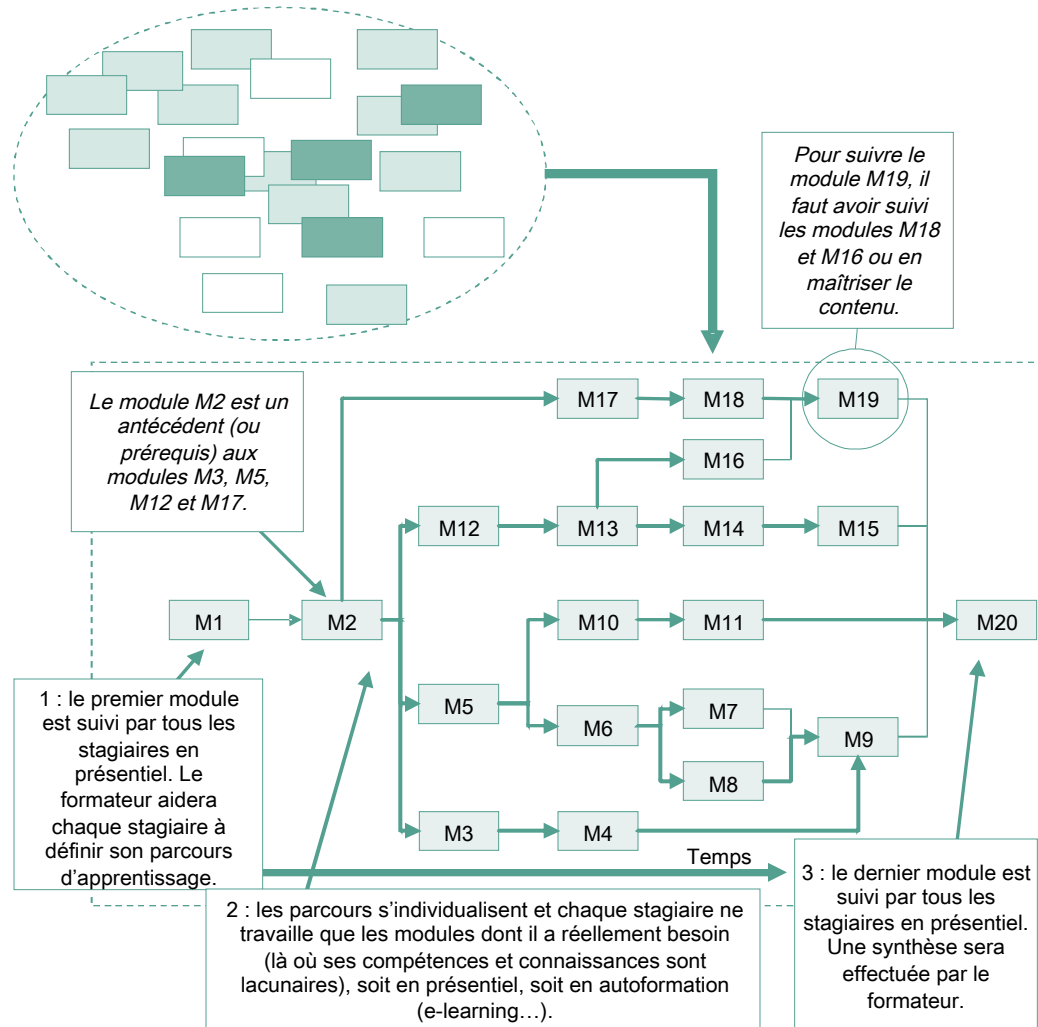 Pour suivre le
module M19, il
faut avoir suivi
les modules M18
et M16 ou en
maîtriser le
contenu.
Le module M2 est un
antécédent (ou
prérequis) aux
modules M3, M5,
M12 et M17.
M17
M18
M19
M16
M12
M13
M14
M15
M1
M2
M10
M11
M20
M5
M6
M7
M8
M9
M3
M4
Temps
1 : le premier module
est suivi par tous les
stagiaires en
présentiel. Le
formateur aidera
chaque stagiaire à
définir son parcours
d’apprentissage.
2 : les parcours s’individualisent et chaque stagiaire ne
travaille que les modules dont il a réellement besoin
(là où ses compétences et connaissances sont
lacunaires), soit en présentiel, soit en autoformation
(e-learning…).
3 : le dernier module est
suivi par tous les
stagiaires en présentiel.
Une synthèse sera
effectuée par le
formateur.